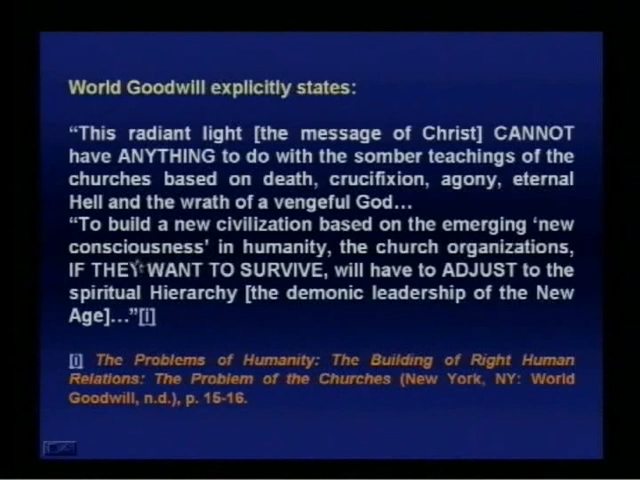 World Goodwill explicitly states:
“This radiant light [the message of Christ] CANNOT
have ANYTHING to do with the somber teachings of the
churches based on death, crucifixion, agony, eternal
Hell and the wrath of a vengeful God…
“To build a new civilization based on the emerging ‘new
consciousness’ in humanity, the church organizations,
IF THEY WANT TO SURVIVE, will have to ADJUST to the
spiritual Hierarchy [the demonic leadership of the New
Age]…”[i]
[i] The Problems of Humanity: The Building of Right Human
Relations: The Problem of the Churches (New York, NY: World
Goodwill, n.d.), p. 15-16.